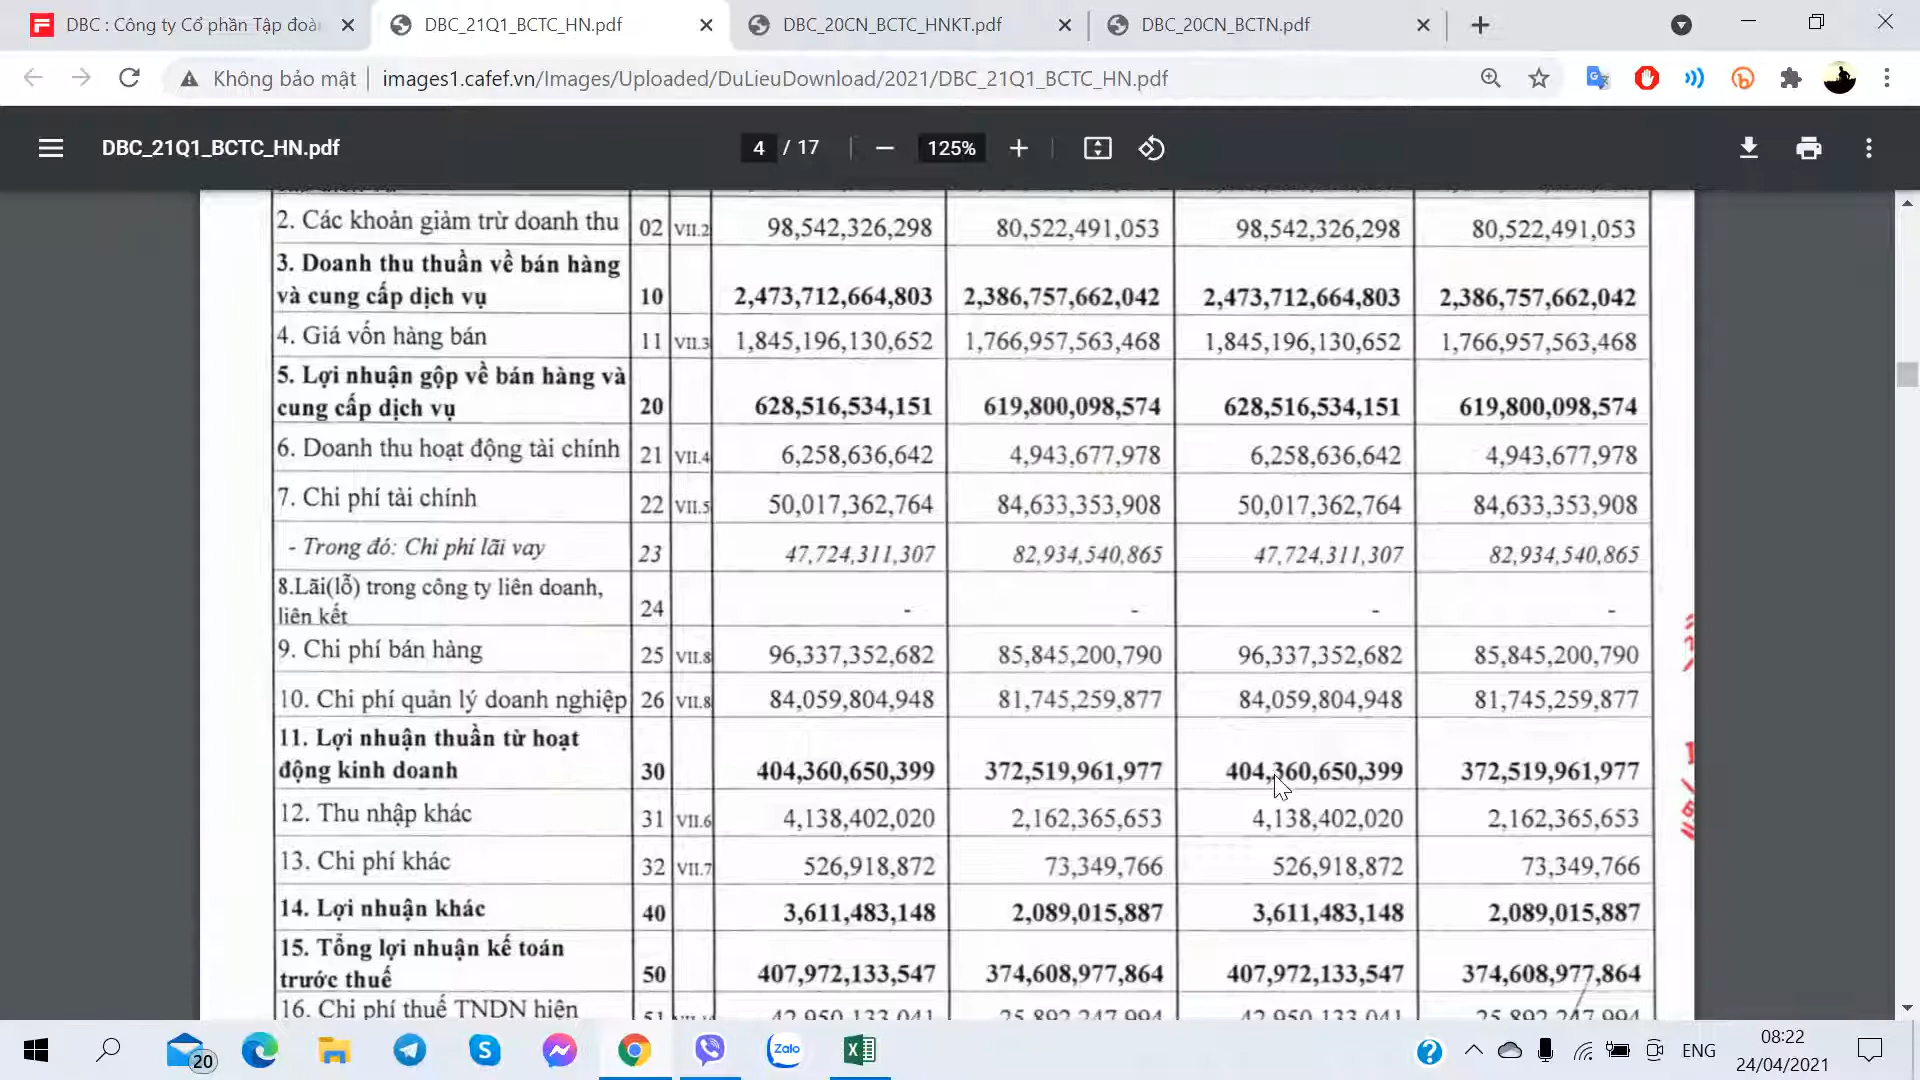 DBC : Công ty Cổ phần Tập đoàn
DBC_21Q1_BCTC_HN.pdf
DBC_20CN_BCTC_HNKT.pdf
DBC_20CN_BCTN.pdf
Không bảo mật
images1.cafef.vn/Images/Uploaded/DuLieuDownload/2021/DBC_21Q1_BCTC_HN.pdf
DBC_21Q1_BCTC_HN.pdf
4 / 17
125%
2. Các khoản giảm trừ doanh thu 02 VII.2 98,542,326,298 80,522,491,053 98,542,326,298 80,522,491,053
3. Doanh thu thuần về bán hàng
và cung cấp dịch vụ 10 2,473,712,664,803 2,386,757,662,042 2,473,712,664,803 2,386,757,662,042
4. Giá vốn hàng bán 11 VII.3 1,845,196,130,652 1,766,957,563,468 1,845,196,130,652 1,766,957,563,468
5. Lợi nhuận gộp về bán hàng và
cung cấp dịch vụ 20 628,516,534,151 619,800,098,574 628,516,534,151 619,800,098,574
6. Doanh thu hoạt động tài chính 21 VII.4 6,258,636,642 4,943,677,978 6,258,636,642 4,943,677,978
7. Chi phí tài chính 22 VII.5 50,017,362,764 84,633,353,908 50,017,362,764 84,633,353,908
- Trong đó: Chi phí lãi vay 23 47,724,311,307 82,934,540,865 47,724,311,307 82,934,540,865
8.Lãi(lỗ) trong công ty liên doanh,
liên kết 24 - - - -
9. Chi phí bán hàng 25 VII.8 96,337,352,682 85,845,200,790 96,337,352,682 85,845,200,790
10. Chi phí quản lý doanh nghiệp 26 VII.8 84,059,804,948 81,745,259,877 84,059,804,948 81,745,259,877
11. Lợi nhuận thuần từ hoạt
động kinh doanh 30 404,360,650,399 372,519,961,977 404,360,650,399 372,519,961,977
12. Thu nhập khác 31 VII.6 4,138,402,020 2,162,365,653 4,138,402,020 2,162,365,653
13. Chi phí khác 32 VII.7 526,918,872 73,349,766 526,918,872 73,349,766
14. Lợi nhuận khác 40 3,611,483,148 2,089,015,887 3,611,483,148 2,089,015,887
15. Tổng lợi nhuận kế toán
trước thuế 50 407,972,133,547 374,608,977,864 407,972,133,547 374,608,977,864
16. Chi phí thuế TNDN hiện 51 42,950,133,041 25,892,247,994 42,950,133,041 25,892,247,994
20
Zalo
ENG
08:22
24/04/2021